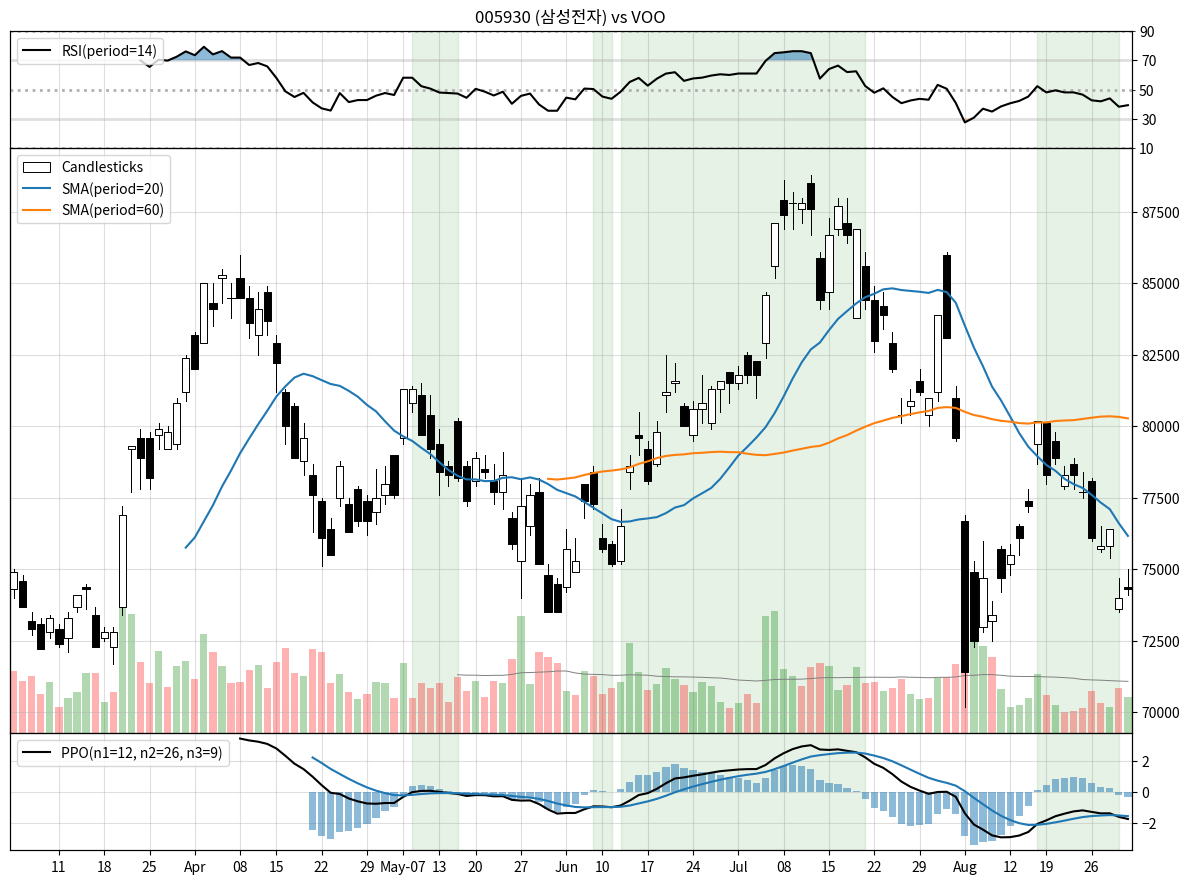 005930 (삼성전자) vs VOO
RSI(period=14)
90
70
50
30
10
Candlesticks
SMA(period=20)
SMA(period=60)
87500
85000
82500
80000
77500
75000
72500
70000
PPO(n1=12, n2=26, n3=9)
2
0
−2
11 18 25 Apr 08 15 22 29 May-07 13 20 27 Jun 10 17 24 Jul 08 15 22 29 Aug 12 19 26